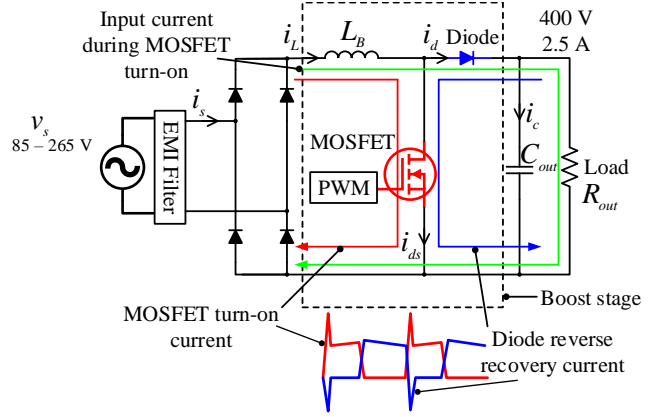 Input current
during MOSFET
turn-on
i_L
L_B
i_d
Diode
400 V
2.5 A
i_s
v_s
85 – 265 V
EMI Filter
MOSFET
PWM
i_c
C_out
Load
R_out
i_ds
Boost stage
MOSFET turn-on
current
Diode reverse
recovery current